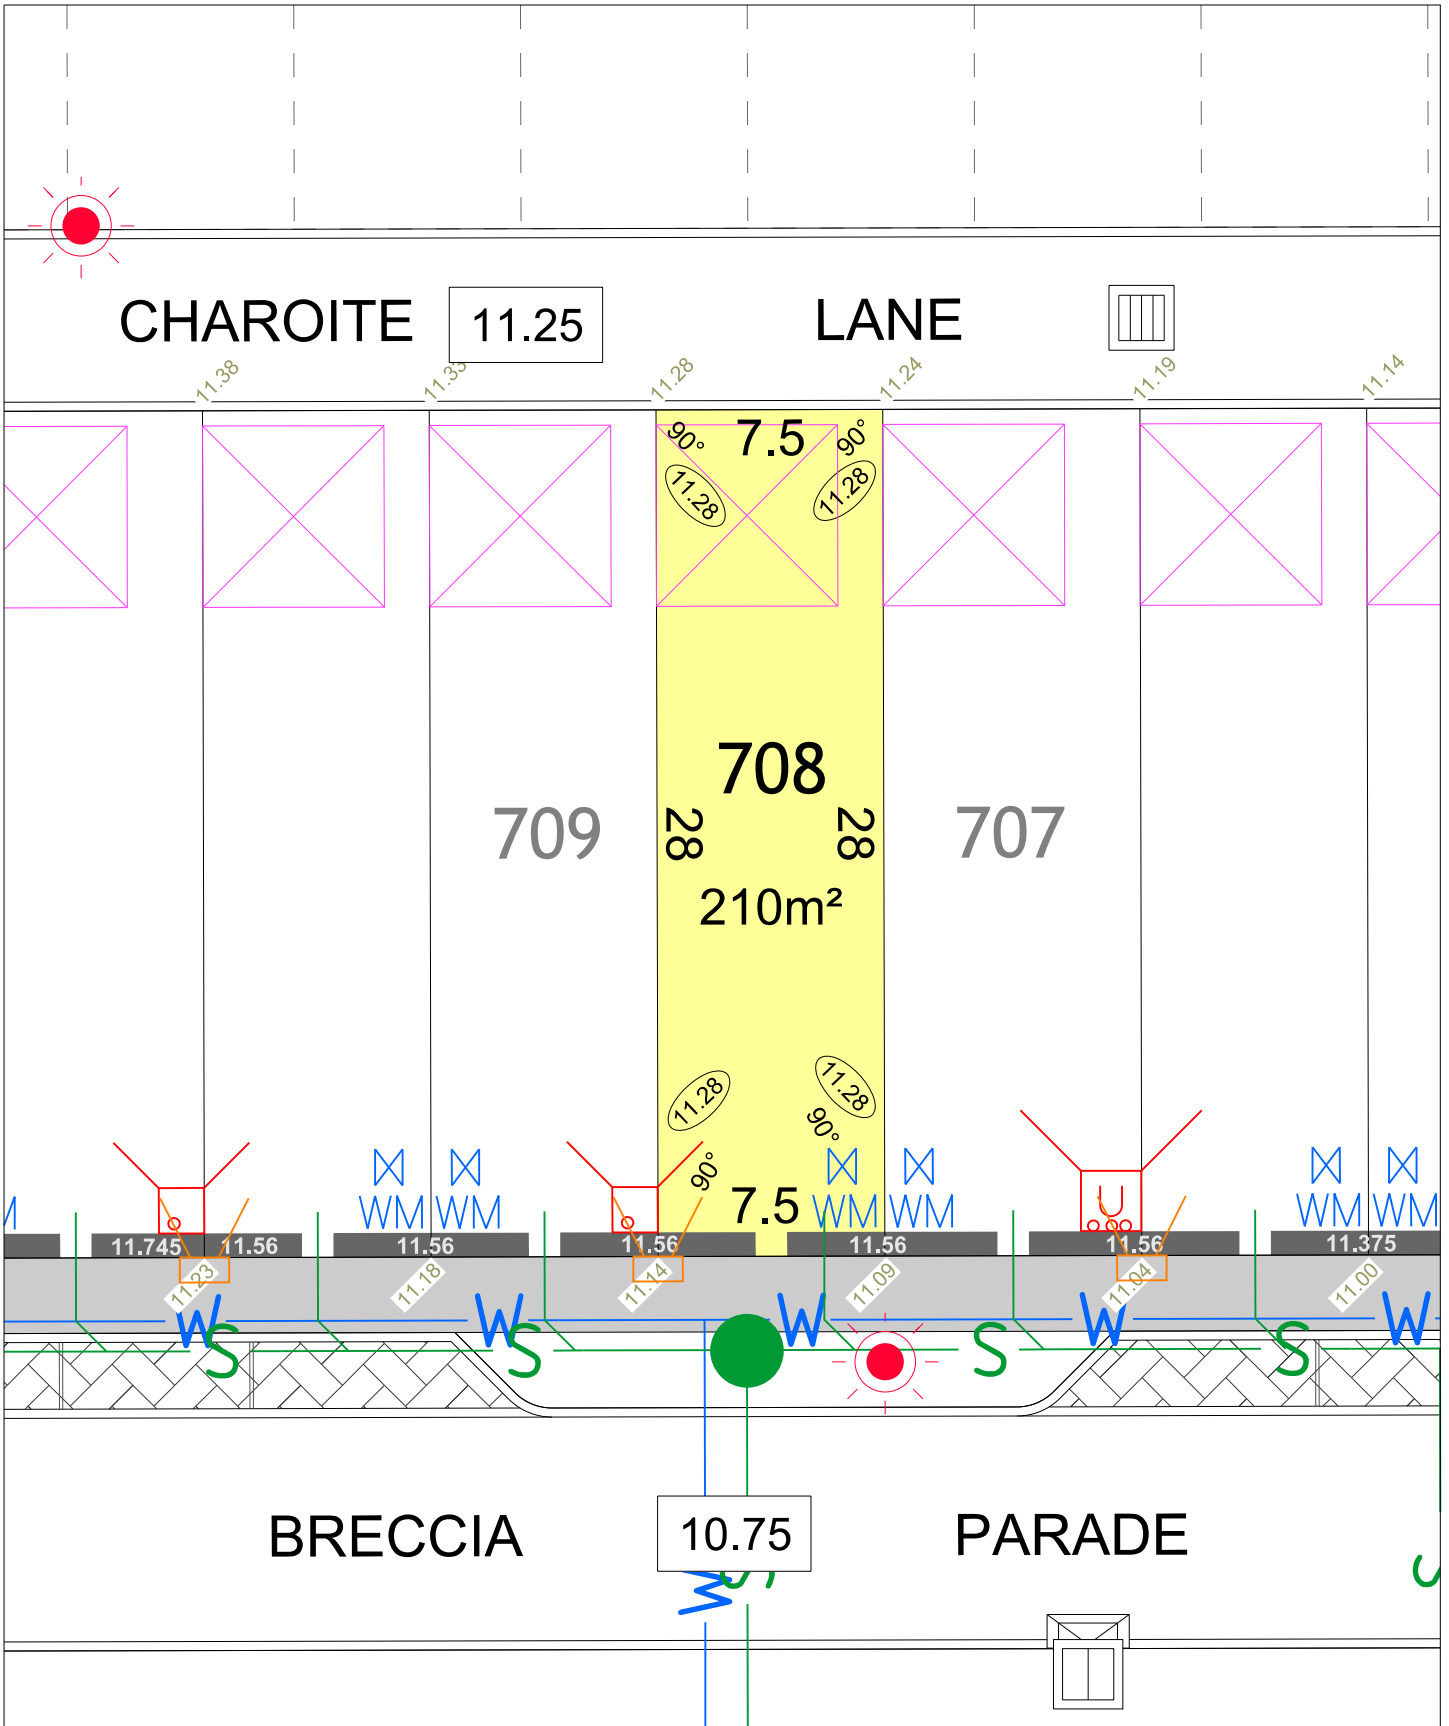 CHAROITE 11.25 LANE
11.38 11.33 11.28 11.24 11.19 11.14
90° 7.5 90°
11.28 11.28
708
709 28 28 707
210m²
11.28 11.28
90°
90°
7.5
M WM WM WM WM WM WM
U
11.745 11.56 11.56 11.56 11.56 11.56 11.375
11.23 11.18 11.14 11.09 11.04 11.00
W W W W W
S S S S
BRECCIA 10.75 PARADE
W S S